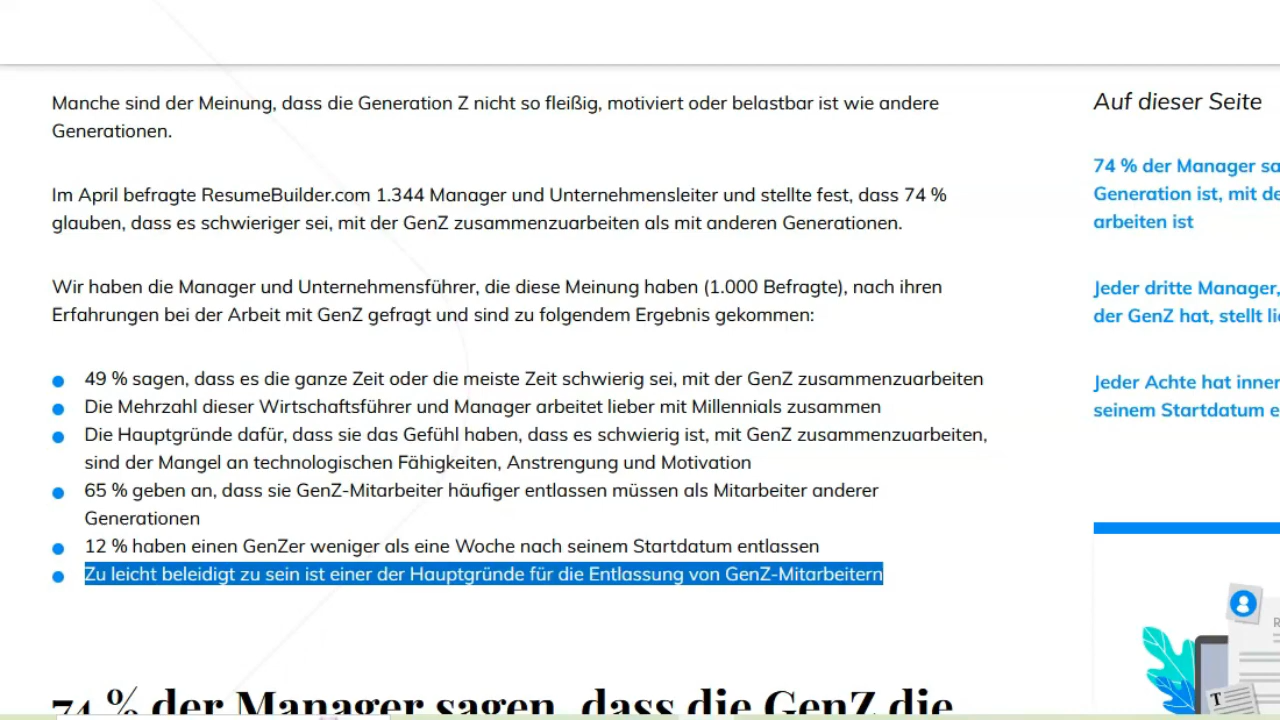 Manche sind der Meinung, dass die Generation Z nicht so fleißig, motiviert oder belastbar ist wie andere
Generationen.
Im April befragte ResumeBuilder.com 1.344 Manager und Unternehmensleiter und stellte fest, dass 74 %
glauben, dass es schwieriger sei, mit der GenZ zusammenzuarbeiten als mit anderen Generationen.
Wir haben die Manager und Unternehmensführer, die diese Meinung haben (1.000 Befragte), nach ihren
Erfahrungen bei der Arbeit mit GenZ gefragt und sind zu folgendem Ergebnis gekommen:
49 % sagen, dass es die ganze Zeit oder die meiste Zeit schwierig sei, mit der GenZ zusammenzuarbeiten
Die Mehrzahl dieser Wirtschaftsführer und Manager arbeitet lieber mit Millennials zusammen
Die Hauptgründe dafür, dass sie das Gefühl haben, dass es schwierig ist, mit GenZ zusammenzuarbeiten,
sind der Mangel an technologischen Fähigkeiten, Anstrengung und Motivation
65 % geben an, dass sie GenZ-Mitarbeiter häufiger entlassen müssen als Mitarbeiter anderer
Generationen
12 % haben einen GenZer weniger als eine Woche nach seinem Startdatum entlassen
Zu leicht beleidigt zu sein ist einer der Hauptgründe für die Entlassung von GenZ-Mitarbeitern
74 % der Manager sagen, dass die GenZ die
Auf dieser Seite
74 % der Manager sa
Generation ist, mit de
arbeiten ist
Jeder dritte Manager,
der GenZ hat, stellt li
Jeder Achte hat inner
seinem Startdatum e
R
T